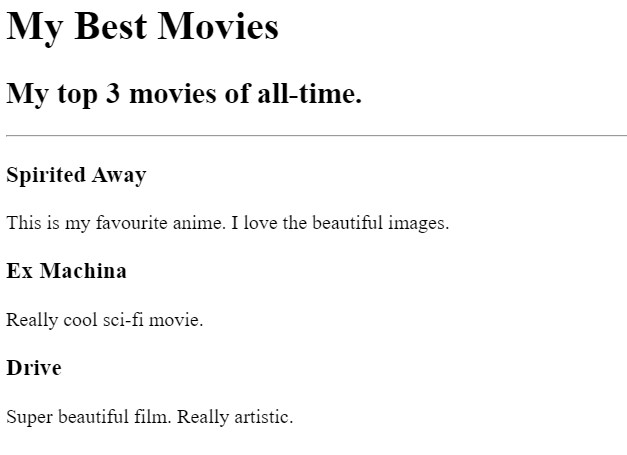 My Best Movies
My top 3 movies of all-time.
Spirited Away
This is my favourite anime. I love the beautiful images.
Ex Machina
Really cool sci-fi movie.
Drive
Super beautiful film. Really artistic.